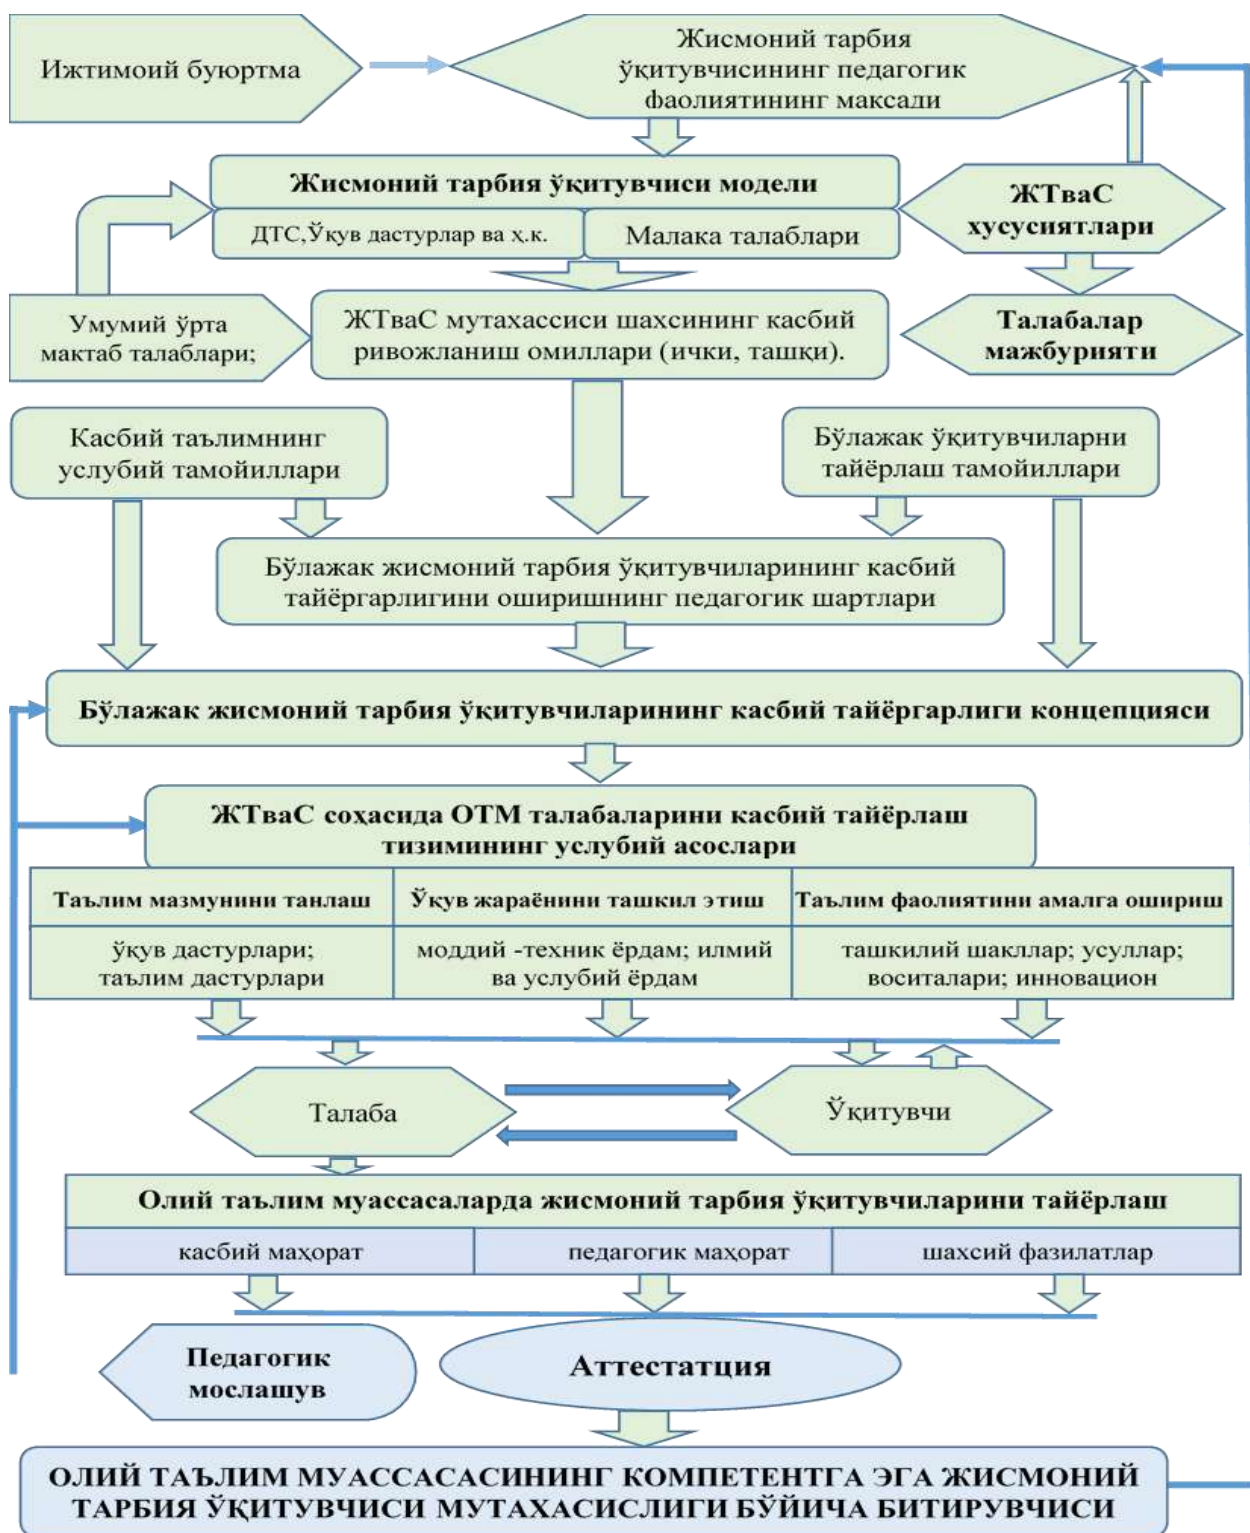 Ижтимоий буюртма
Жисмоний тарбия
ўқитувчисининг педагогик
фаолиятининг максади
Жисмоний тарбия ўқитувчиси модели
ДТС,Ўқув дастурлар ва ҳ.к.
Малака талаблари
ЖТваС
хусусиятлари
Умумий ўрта
мактаб талаблари;
ЖТваС мутахассиси шахсининг касбий
ривожланиш омиллари (ички, ташқи).
Талабалар
мажбурияти
Касбий таълимнинг
услубий тамойиллари
Бўлажак ўқитувчиларни
тайёрлаш тамойиллари
Бўлажак жисмоний тарбия ўқитувчиларининг касбий
тайёргарлигини оширишнинг педагогик шартлари
Бўлажак жисмоний тарбия ўқитувчиларининг касбий тайёргарлиги концепцияси
ЖТваС соҳасида ОТМ талабаларини касбий тайёрлаш
тизимининг услубий асослари
Таълим мазмунини танлаш
Ўқув жараёнини ташкил этиш
Таълим фаолиятини амалга ошириш
ўқув дастурлари;
таълим дастурлари
моддий -техник ёрдам; илмий
ва услубий ёрдам
ташкилий шакллар; усуллар;
воситалари; инновацион
Талаба
Ўқитувчи
Олий таълим муассасаларда жисмоний тарбия ўқитувчиларини тайёрлаш
касбий маҳорат
педагогик маҳорат
шахсий фазилатлар
Педагогик
мослашув
Аттестатция
ОЛИЙ ТАЪЛИМ МУАССАСАСИНИНГ КОМПЕТЕНТГА ЭГА ЖИСМОНИЙ
ТАРБИЯ ЎҚИТУВЧИСИ МУТАХАСИСЛИГИ БЎЙИЧА БИТИРУВЧИСИ